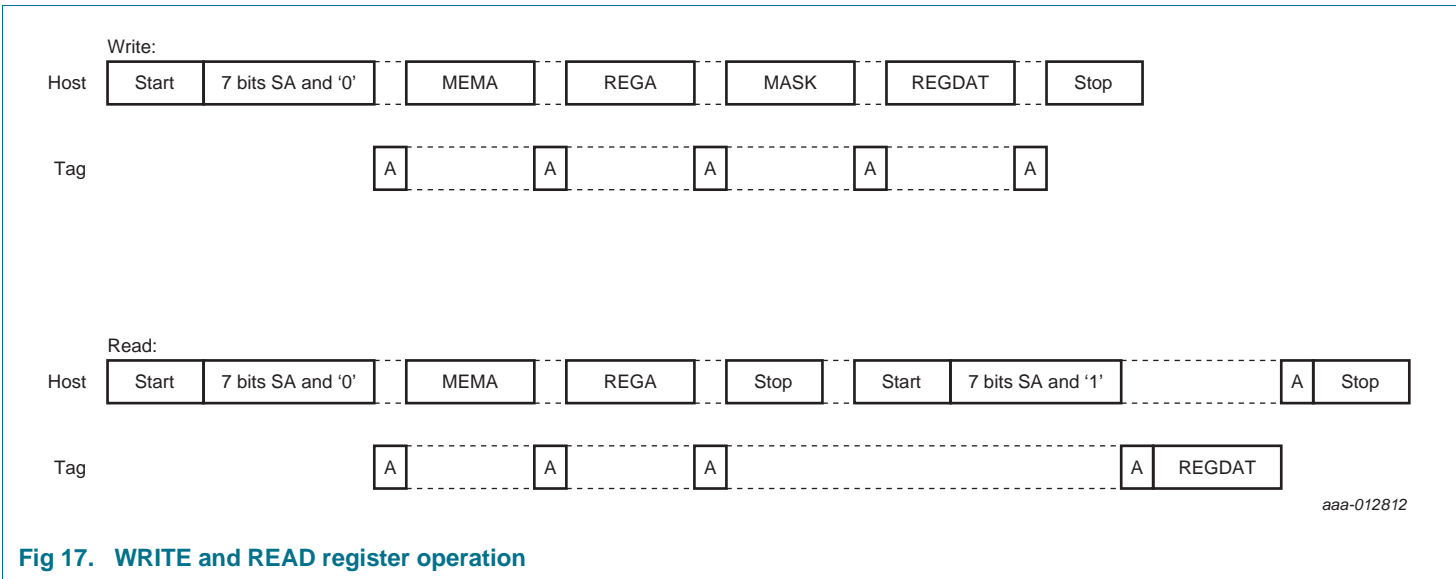 Write:
Host Start 7 bits SA and ‘0’ MEMA REGA MASK REGDAT Stop
Tag A A A A A
Read:
Host Start 7 bits SA and ‘0’ MEMA REGA Stop Start 7 bits SA and ‘1’ A Stop
Tag A A A A REGDAT
aaa-012812
Fig 17. WRITE and READ register operation